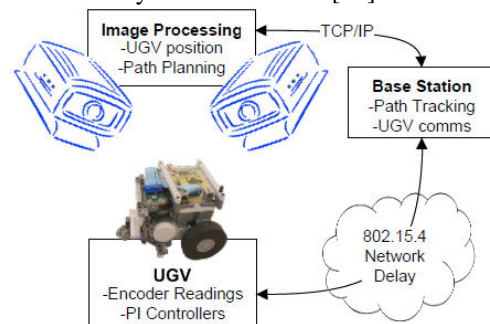 Image Processing
-UGV position
-Path Planning
TCP/IP
Base Station
-Path Tracking
-UGV comms
802.15.4
Network
Delay
UGV
-Encoder Readings
-PI Controllers